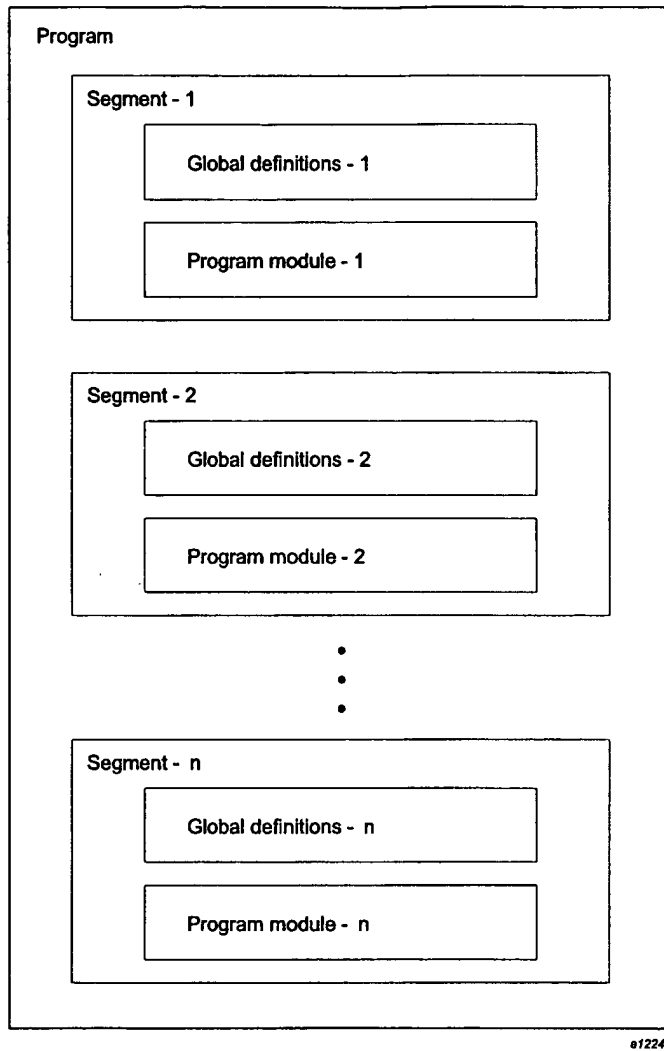 Program
Segment - 1
Global definitions - 1
Program module - 1
Segment - 2
Global definitions - 2
Program module - 2
Segment - n
Global definitions - n
Program module - n
e1224